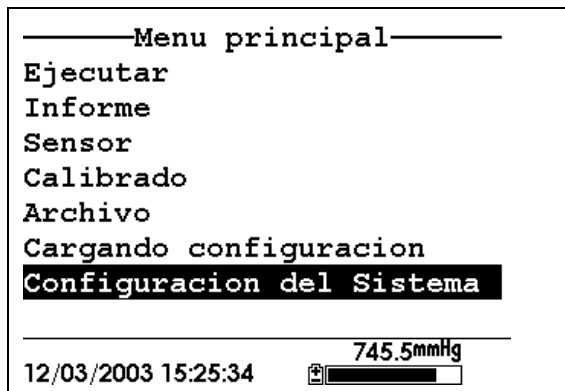 Menu principal
Ejecutar
Informe
Sensor
Calibrado
Archivo
Cargando configuracion
Configuracion del Sistema
745.5mmHg
12/03/2003 15:25:34